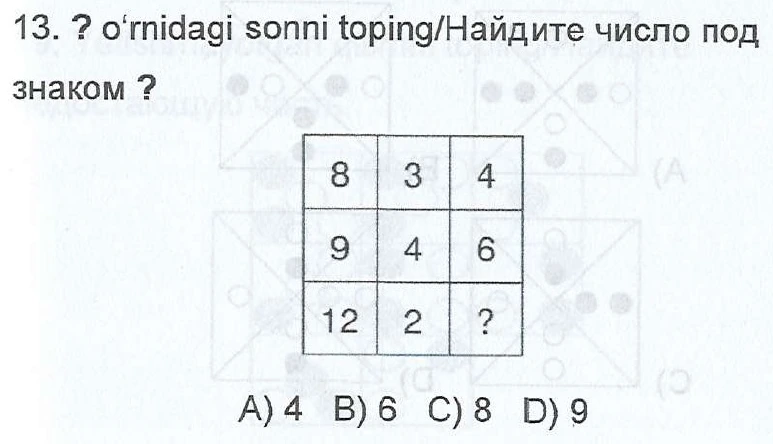 13. ? o‘rnidagi sonni toping/Найдите число под
знаком ?
8 3 4
9 4 6
12 2 ?
A) 4 B) 6 C) 8 D) 9